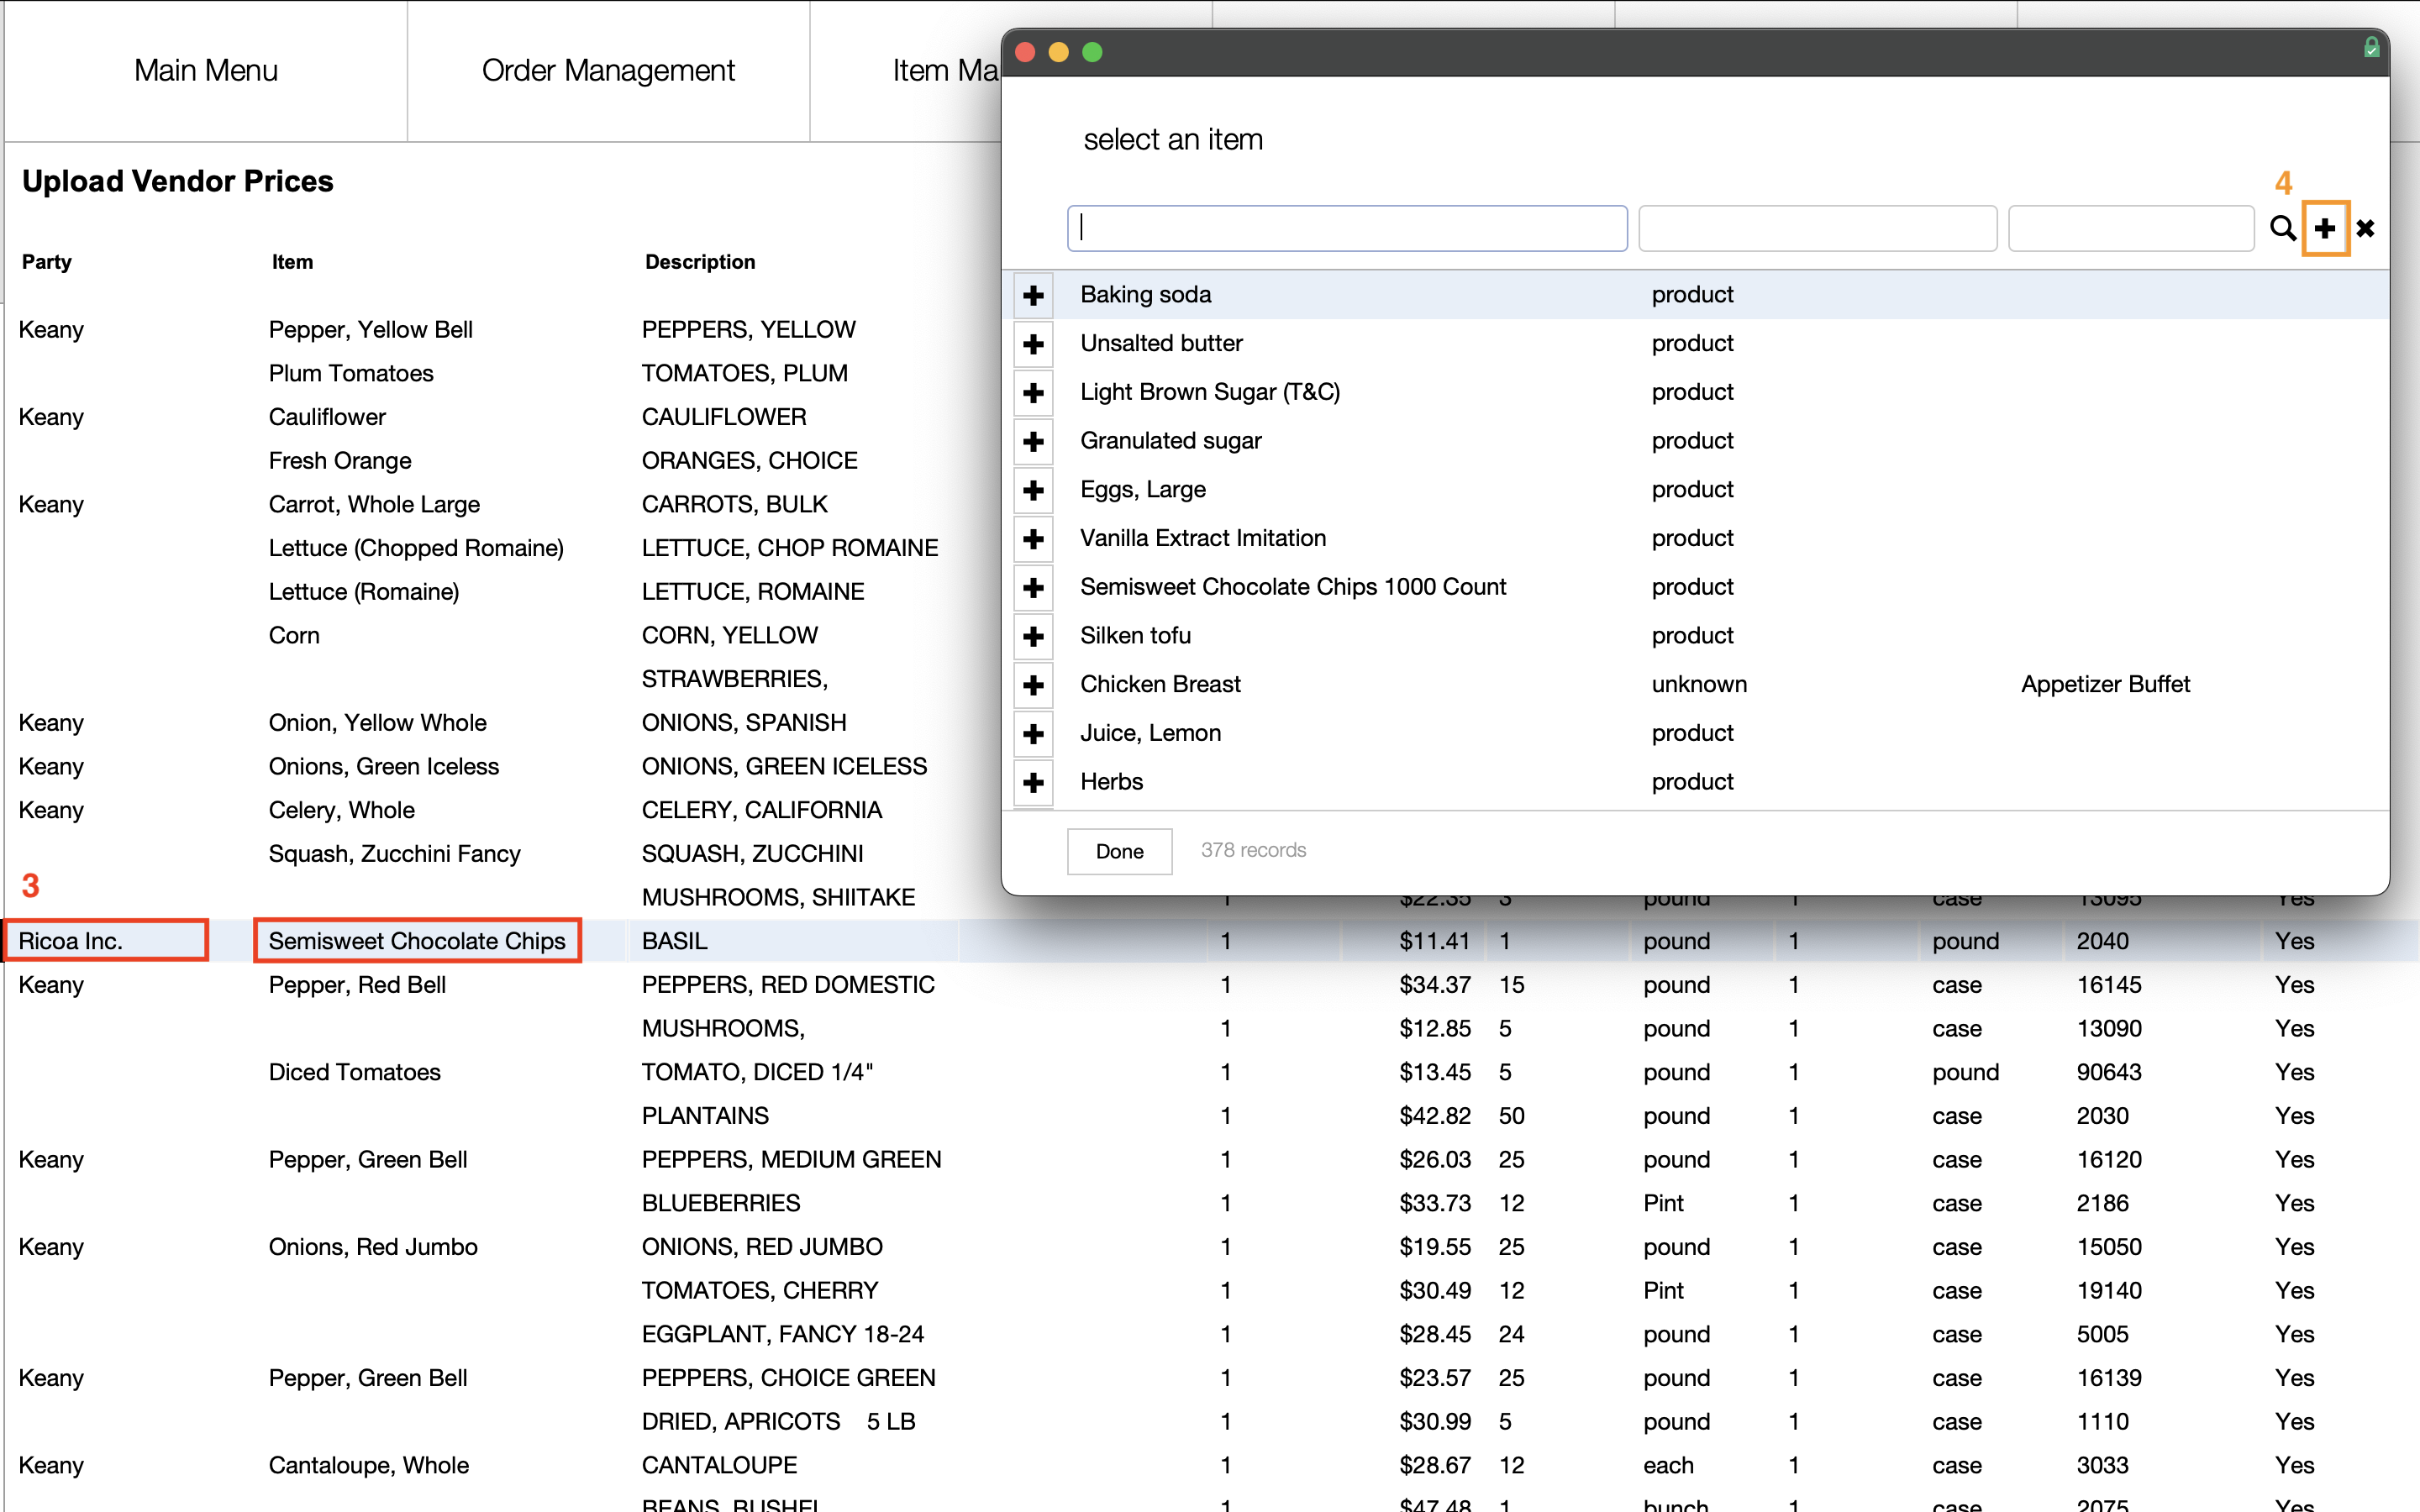 Main Menu
Order Management
Item Ma
select an item
Upload Vendor Prices
4
Party Item Description
Baking soda product
Unsalted butter product
Light Brown Sugar (T&C) product
Granulated sugar product
Eggs, Large product
Vanilla Extract Imitation product
Semisweet Chocolate Chips 1000 Count product
Silken tofu product
Chicken Breast unknown Appetizer Buffet
Juice, Lemon product
Herbs product
Done 378 records
Keany Pepper, Yellow Bell PEPPERS, YELLOW
Plum Tomatoes TOMATOES, PLUM
Keany Cauliflower CAULIFLOWER
Fresh Orange ORANGES, CHOICE
Keany Carrot, Whole Large CARROTS, BULK
Lettuce (Chopped Romaine) LETTUCE, CHOP ROMAINE
Lettuce (Romaine) LETTUCE, ROMAINE
Corn CORN, YELLOW
STRAWBERRIES,
Keany Onion, Yellow Whole ONIONS, SPANISH
Keany Onions, Green Iceless ONIONS, GREEN ICELESS
Keany Celery, Whole CELERY, CALIFORNIA
Squash, Zucchini Fancy SQUASH, ZUCCHINI
3
MUSHROOMS, SHIITAKE 1 $22.35 3 pound 1 case 13095 Yes
Ricoa Inc. Semisweet Chocolate Chips BASIL 1 $11.41 1 pound 1 pound 2040 Yes
Keany Pepper, Red Bell PEPPERS, RED DOMESTIC 1 $34.37 15 pound 1 case 16145 Yes
MUSHROOMS, 1 $12.85 5 pound 1 case 13090 Yes
Diced Tomatoes TOMATO, DICED 1/4" 1 $13.45 5 pound 1 pound 90643 Yes
PLANTAINS 1 $42.82 50 pound 1 case 2030 Yes
Keany Pepper, Green Bell PEPPERS, MEDIUM GREEN 1 $26.03 25 pound 1 case 16120 Yes
BLUEBERRIES 1 $33.73 12 Pint 1 case 2186 Yes
Keany Onions, Red Jumbo ONIONS, RED JUMBO 1 $19.55 25 pound 1 case 15050 Yes
TOMATOES, CHERRY 1 $30.49 12 Pint 1 case 19140 Yes
EGGPLANT, FANCY 18-24 1 $28.45 24 pound 1 case 5005 Yes
Keany Pepper, Green Bell PEPPERS, CHOICE GREEN 1 $23.57 25 pound 1 case 16139 Yes
DRIED, APRICOTS 5 LB 1 $30.99 5 pound 1 case 1110 Yes
Keany Cantaloupe, Whole CANTALOUPE 1 $28.67 12 each 1 case 3033 Yes
BEANS, BUSHEL 1 $47.48 1 bunch 1 case 2075 Yes